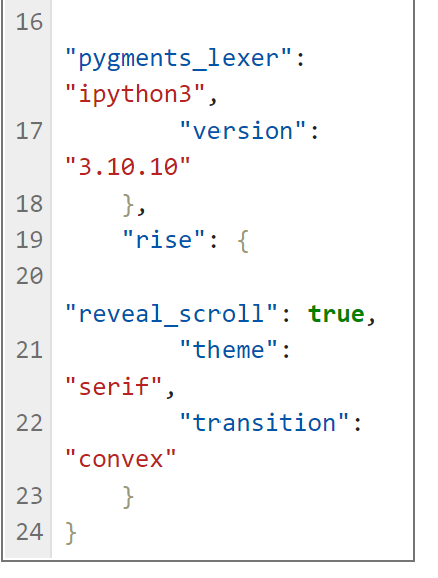 16
"pygments_lexer":
"ipython3",
17 "version":
"3.10.10"
18 },
19 "rise": {
20
"reveal_scroll": true,
21 "theme":
"serif",
22 "transition":
"convex"
23 }
24 }